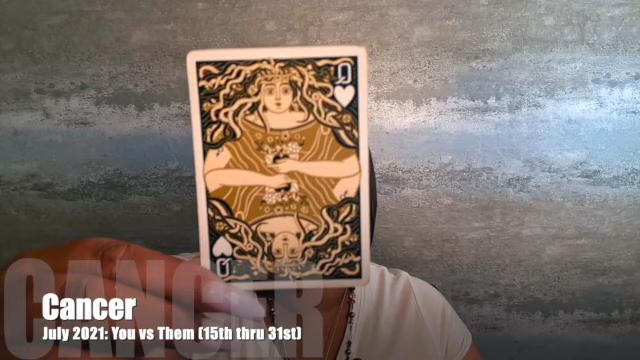 Q
CANCER
Cancer
July 2021: You vs Them (15th thru 31st)
Q